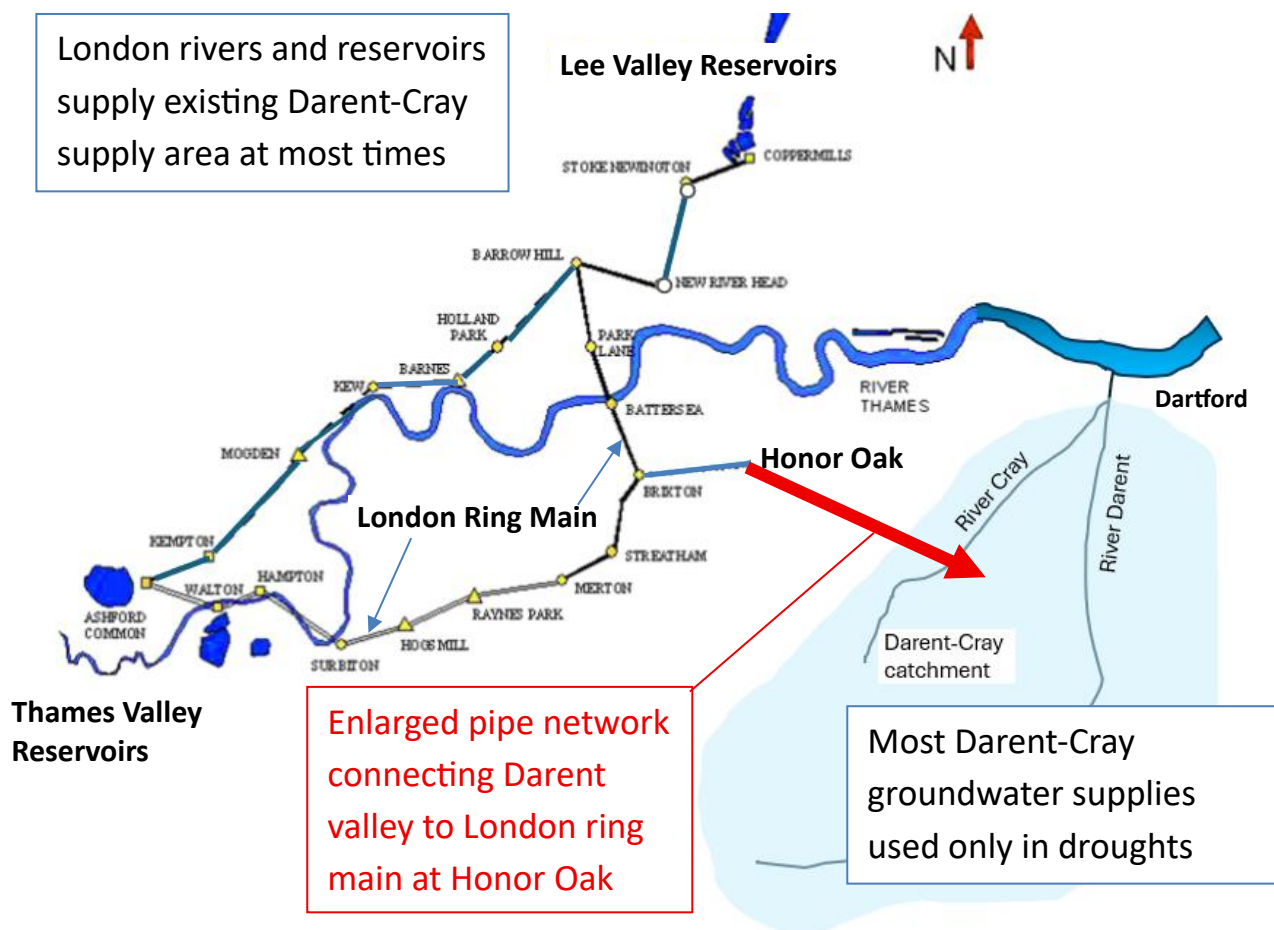 London rivers and reservoirs
supply existing Darent-Cray
supply area at most times
Lee Valley Reservoirs
N
COPPERMILLS
STOKE NEWINGTON
BARROW HILL
NEW RIVER HEAD
HOLLAND
PARK
PARK
LANE
BARNES
KEW
RIVER
THAMES
Dartford
BATTERSEA
MOGDEN
Honor Oak
BRIXTON
River Cray
River Darent
London Ring Main
KEMPTON
STREATHAM
HAMPTON
WALTON
MERTON
RAYNES PARK
ASHFORD
COMMON
HOGSMILL
SURBITON
Darent-Cray
catchment
Thames Valley
Reservoirs
Enlarged pipe network
connecting Darent
valley to London ring
main at Honor Oak
Most Darent-Cray
groundwater supplies
used only in droughts